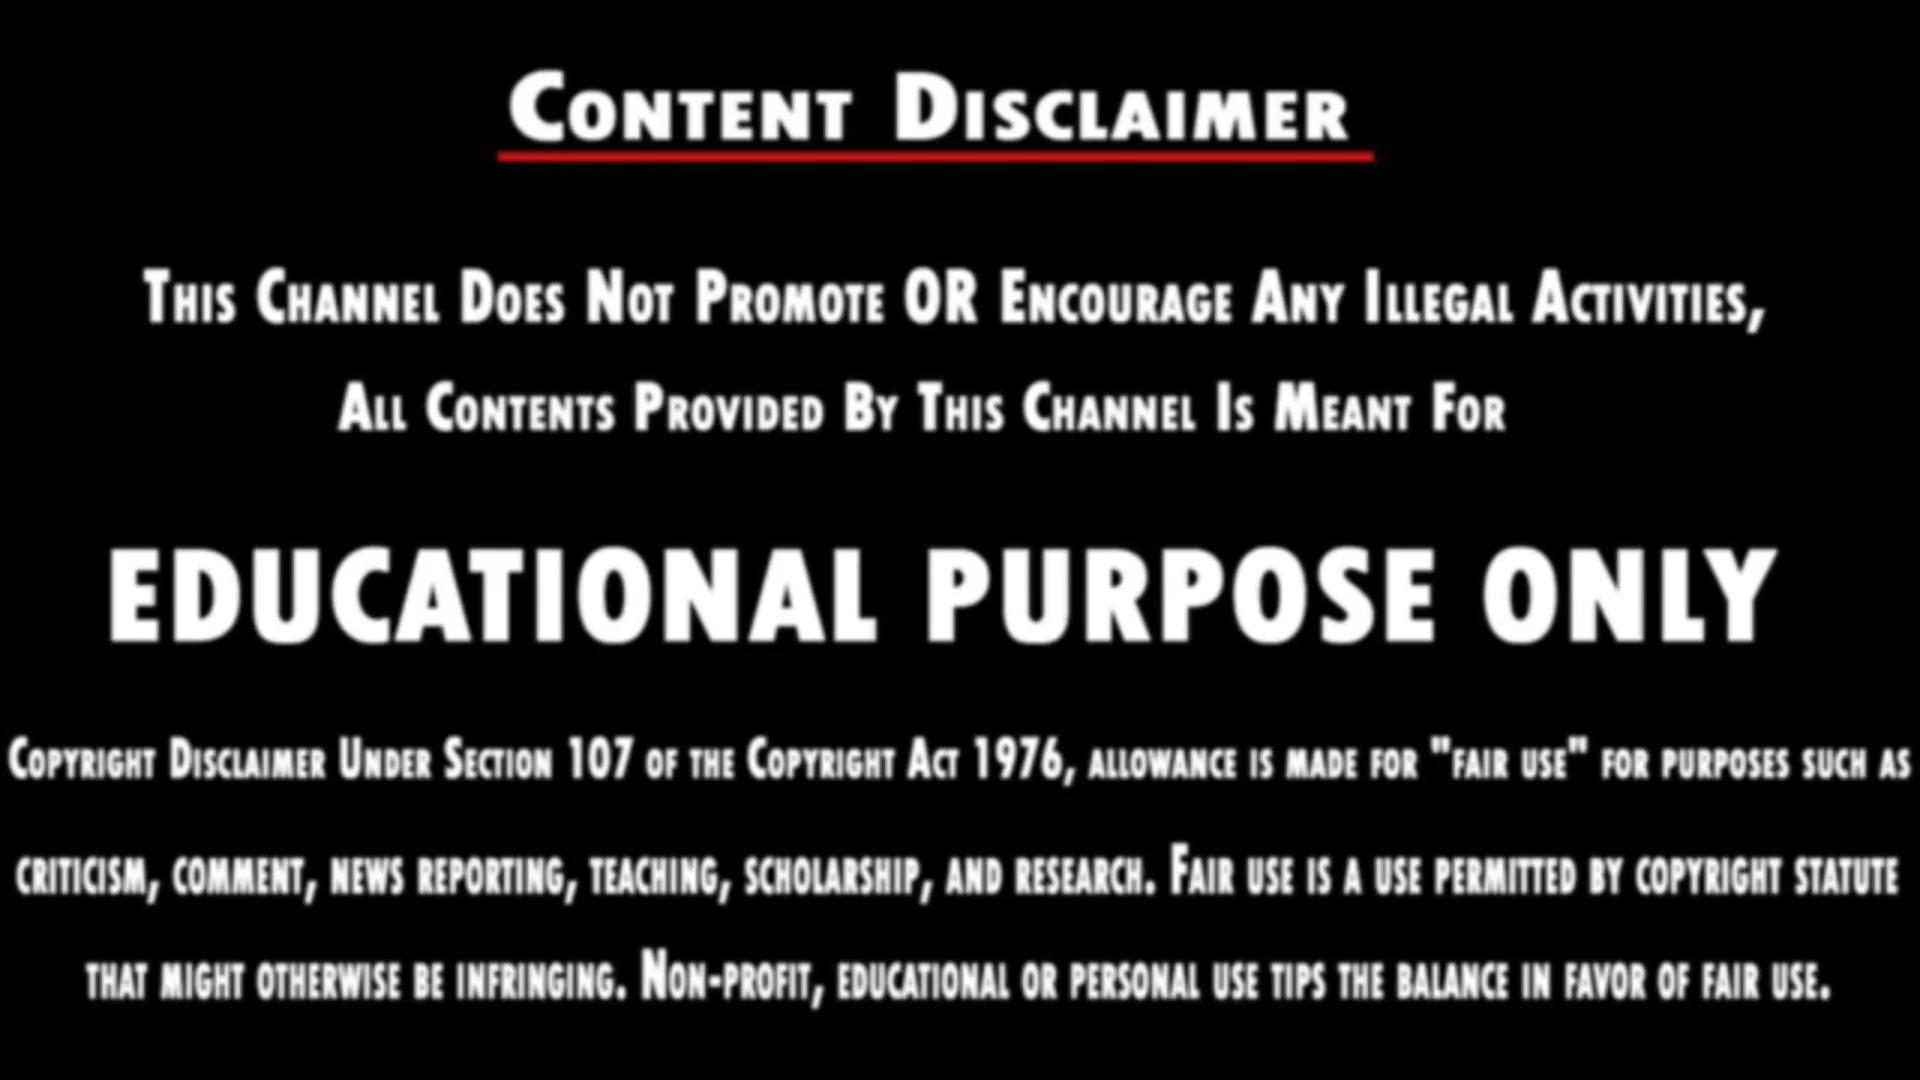 Content Disclaimer
This Channel Does Not Promote OR Encourage Any Illegal Activities,
All Contents Provided By This Channel Is Meant For
EDUCATIONAL PURPOSE ONLY
Copyright Disclaimer Under Section 107 of the Copyright Act 1976, allowance is made for "fair use" for purposes such as
criticism, comment, news reporting, teaching, scholarship, and research. Fair use is a use permitted by copyright statute
that might otherwise be infringing. Non-profit, educational or personal use tips the balance in favor of fair use.